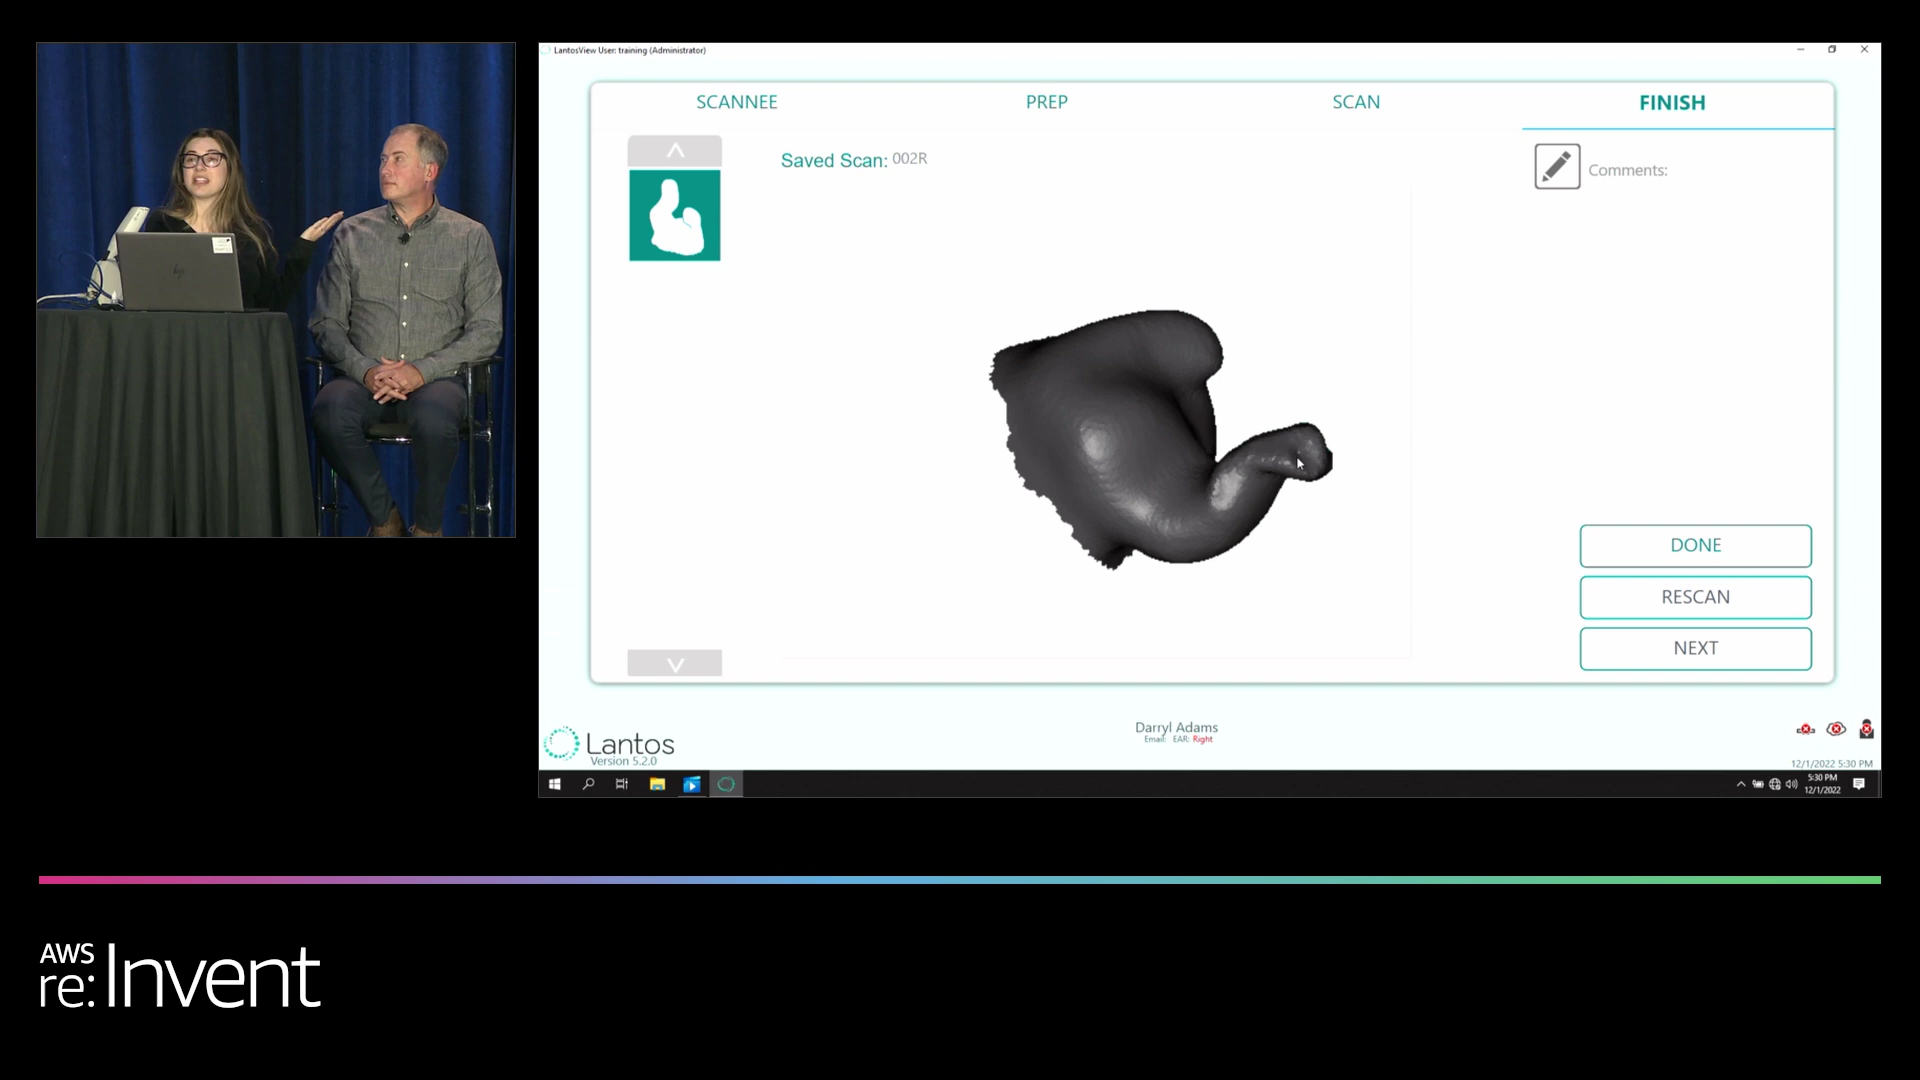 LantosView User: training (Administrator)
SCANNEE
PREP
SCAN
FINISH
Saved Scan: 002R
Comments:
DONE
RESCAN
NEXT
Lantos
Version 5.2.0
Darryl Adams
Email: EAR: Right
12/1/2022 5:30 PM
5:30 PM
12/1/2022
hp
AWS
re:Invent